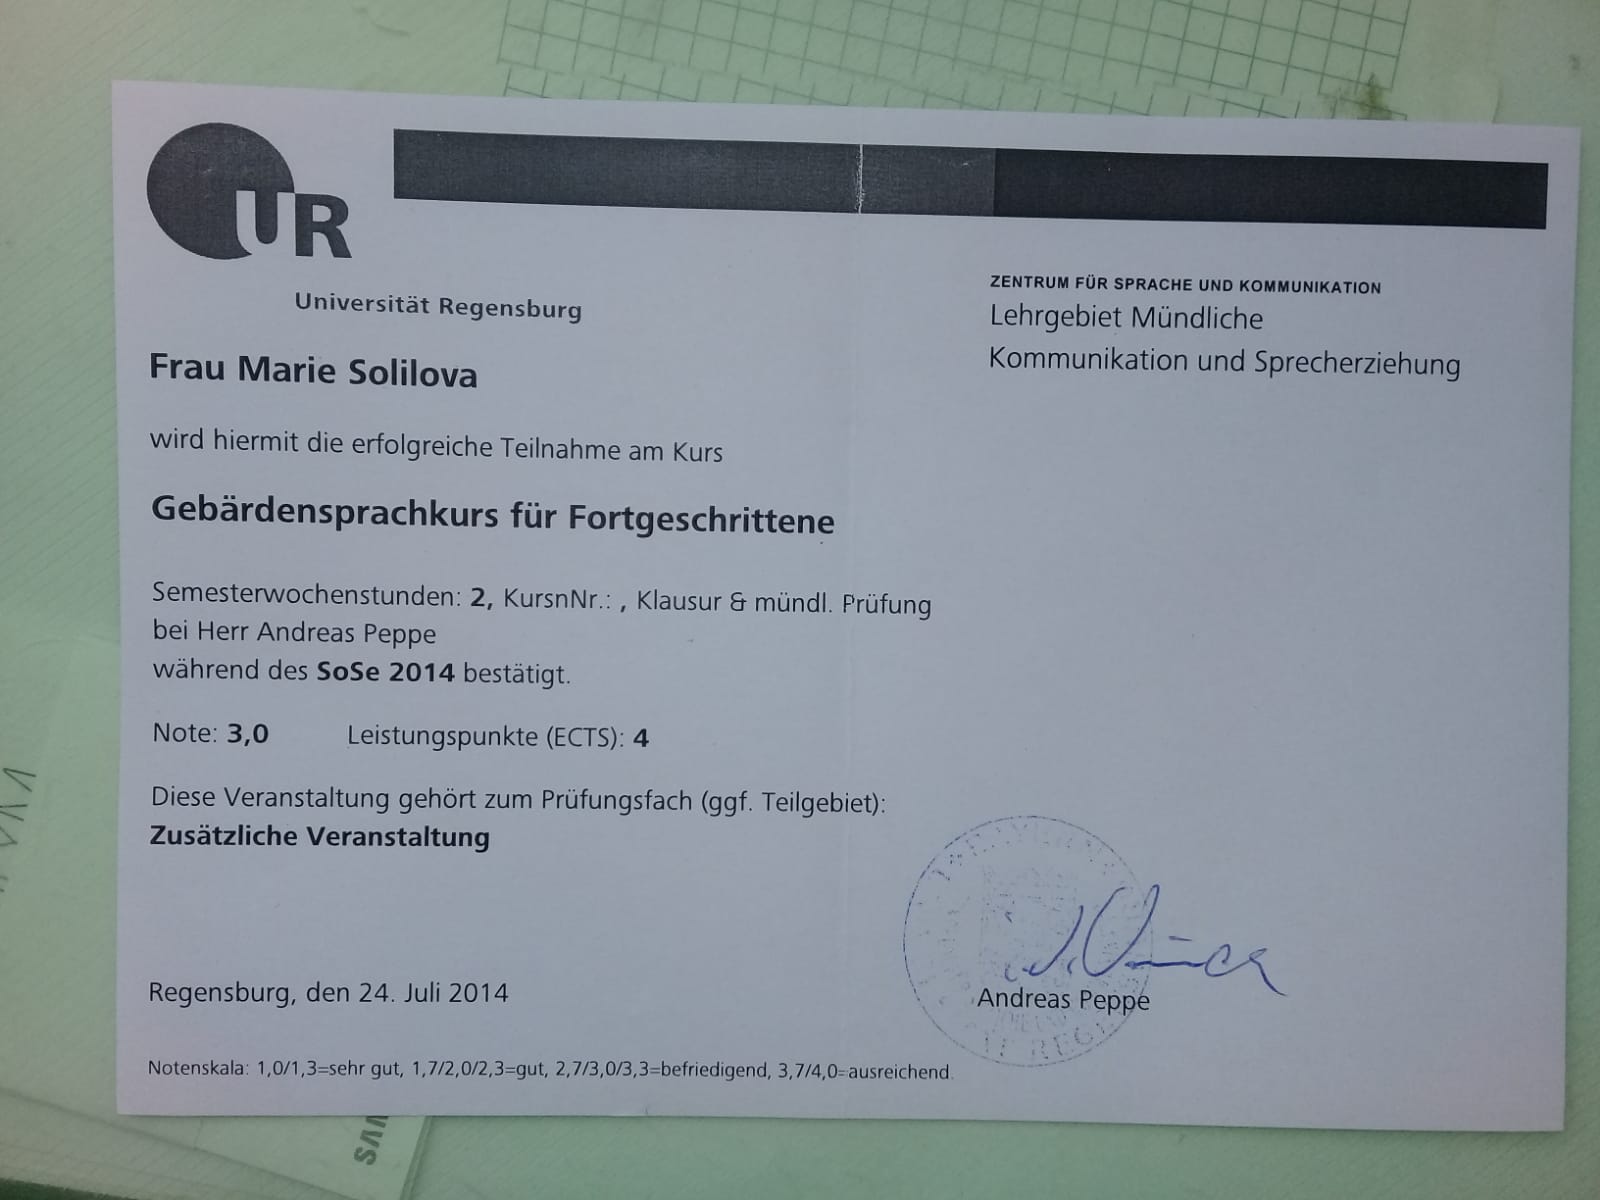 UR
Universität Regensburg
ZENTRUM FÜR SPRACHE UND KOMMUNIKATION
Lehrgebiet Mündliche
Kommunikation und Sprecherziehung
Frau Marie Solilova
wird hiermit die erfolgreiche Teilnahme am Kurs
Gebärdensprachkurs für Fortgeschrittene
Semesterwochenstunden: 2, KursnNr.: , Klausur & mündl. Prüfung
bei Herr Andreas Peppe
während des SoSe 2014 bestätigt.
Note: 3,0 Leistungspunkte (ECTS): 4
Diese Veranstaltung gehört zum Prüfungsfach (ggf. Teilgebiet):
Zusätzliche Veranstaltung
Regensburg, den 24. Juli 2014
Andreas Peppe
Notenskala: 1,0/1,3=sehr gut, 1,7/2,0/2,3=gut, 2,7/3,0/3,3=befriedigend, 3,7/4,0=ausreichend.